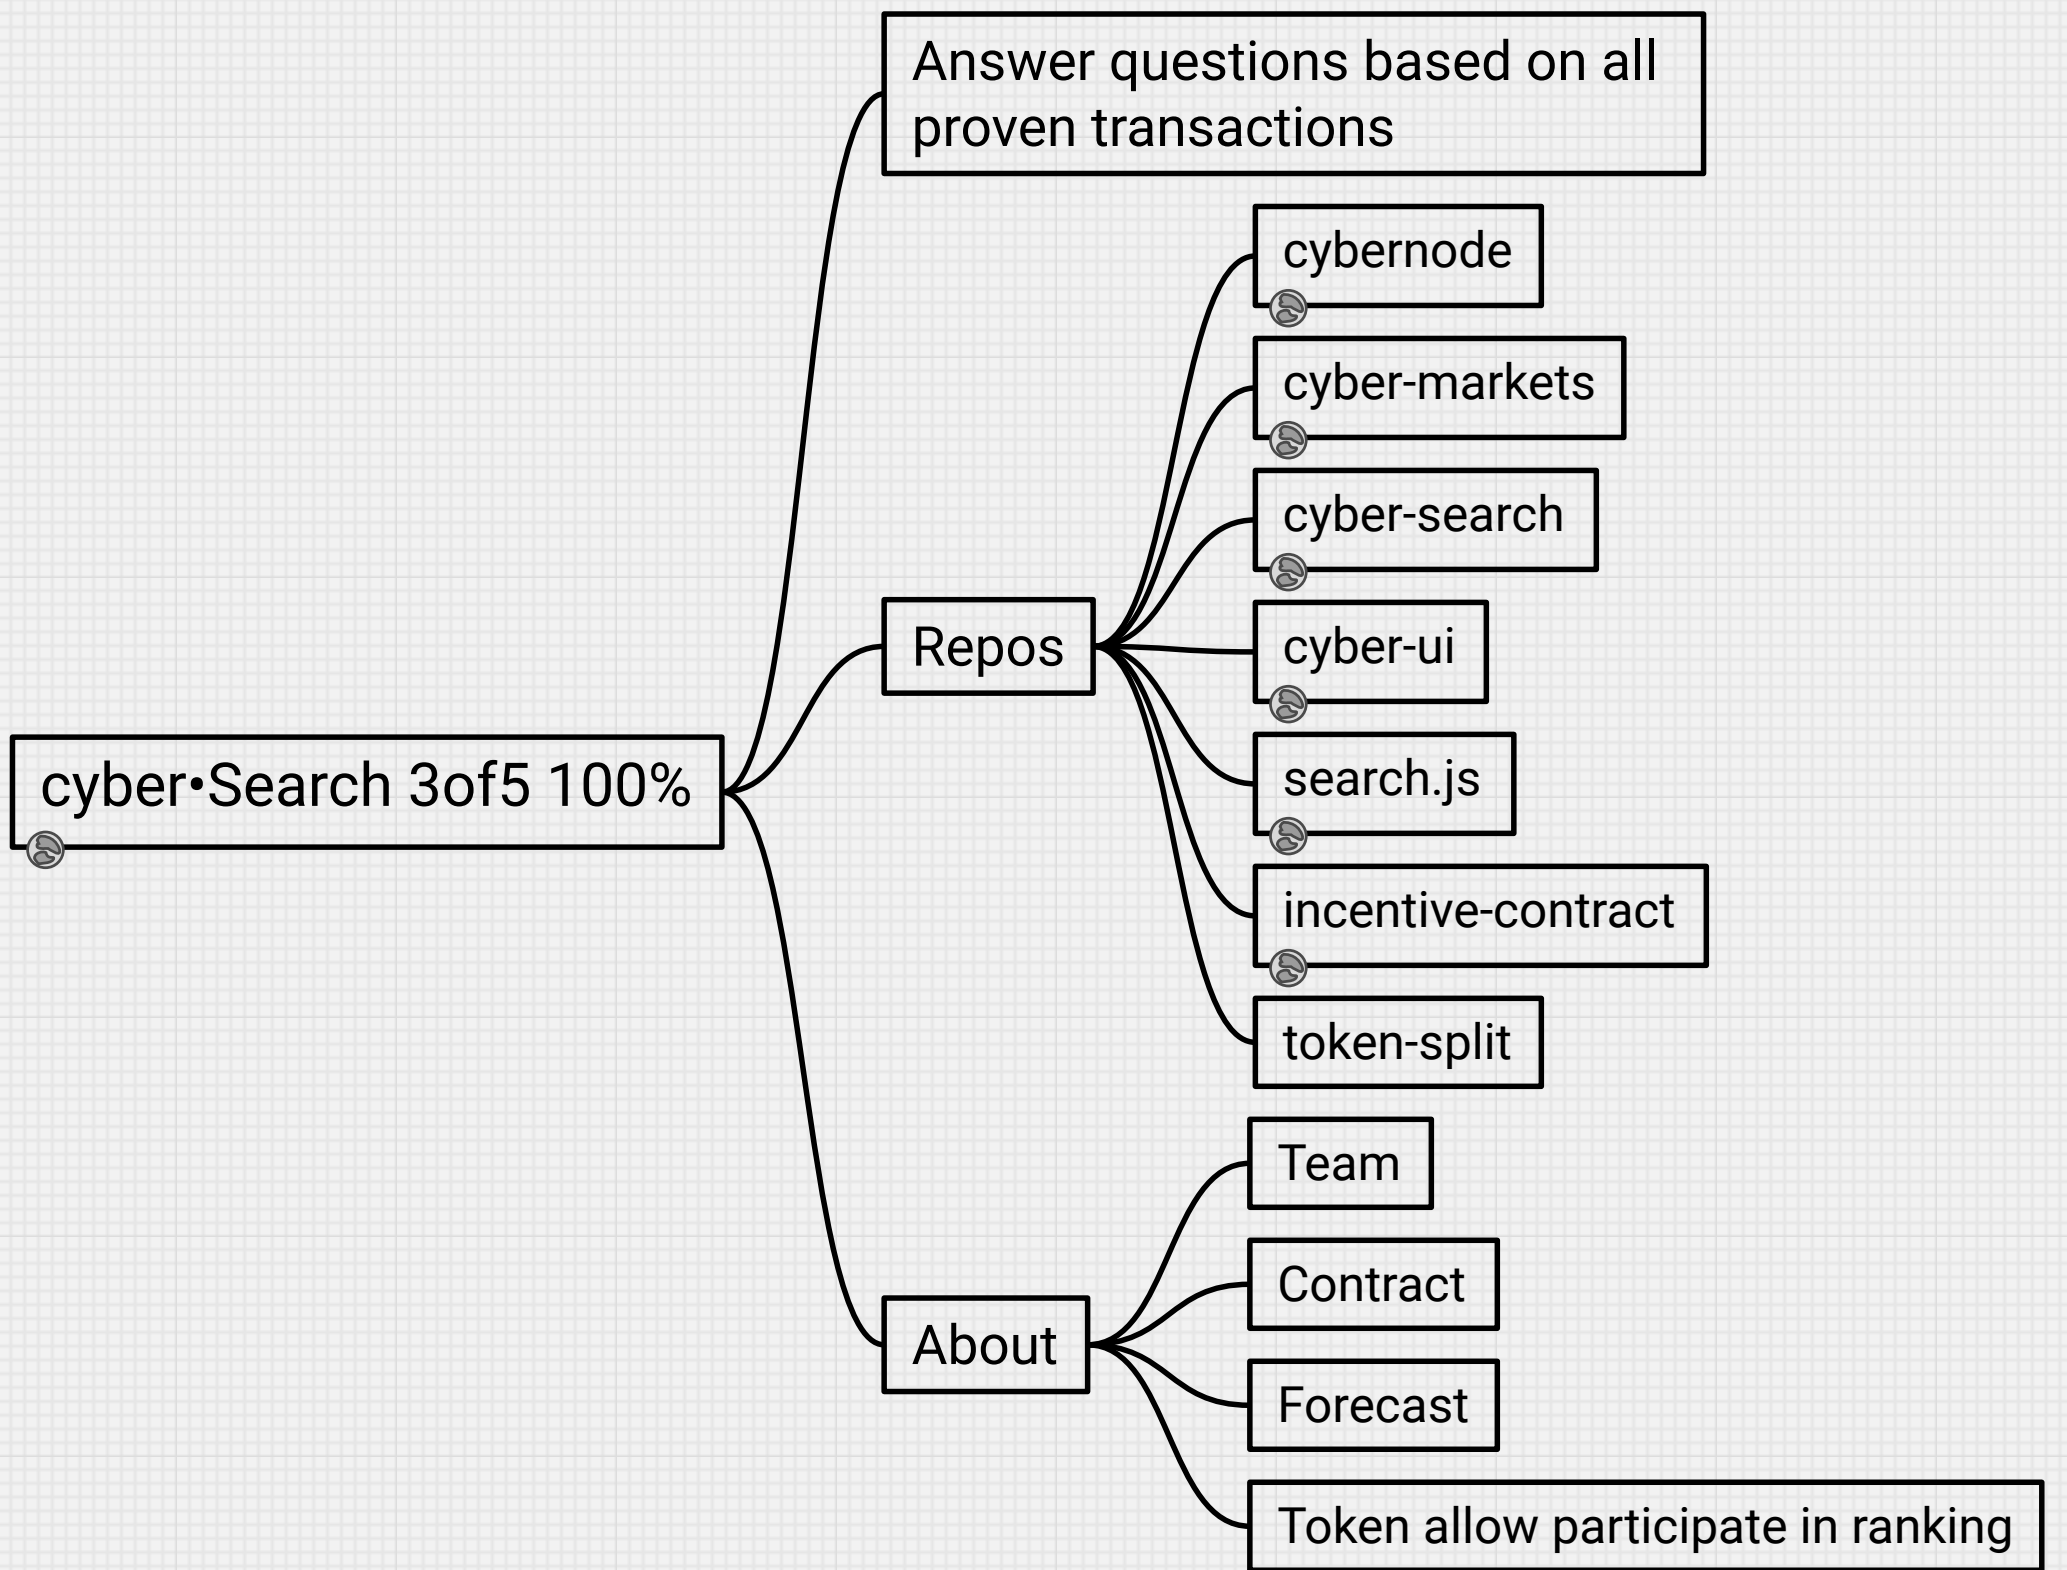 Answer questions based on all
proven transactions
cybernode
cyber-markets
cyber-search
cyber-ui
Repos
search.js
cyber•Search 3of5 100%
incentive-contract
token-split
Team
Contract
About
Forecast
Token allow participate in ranking